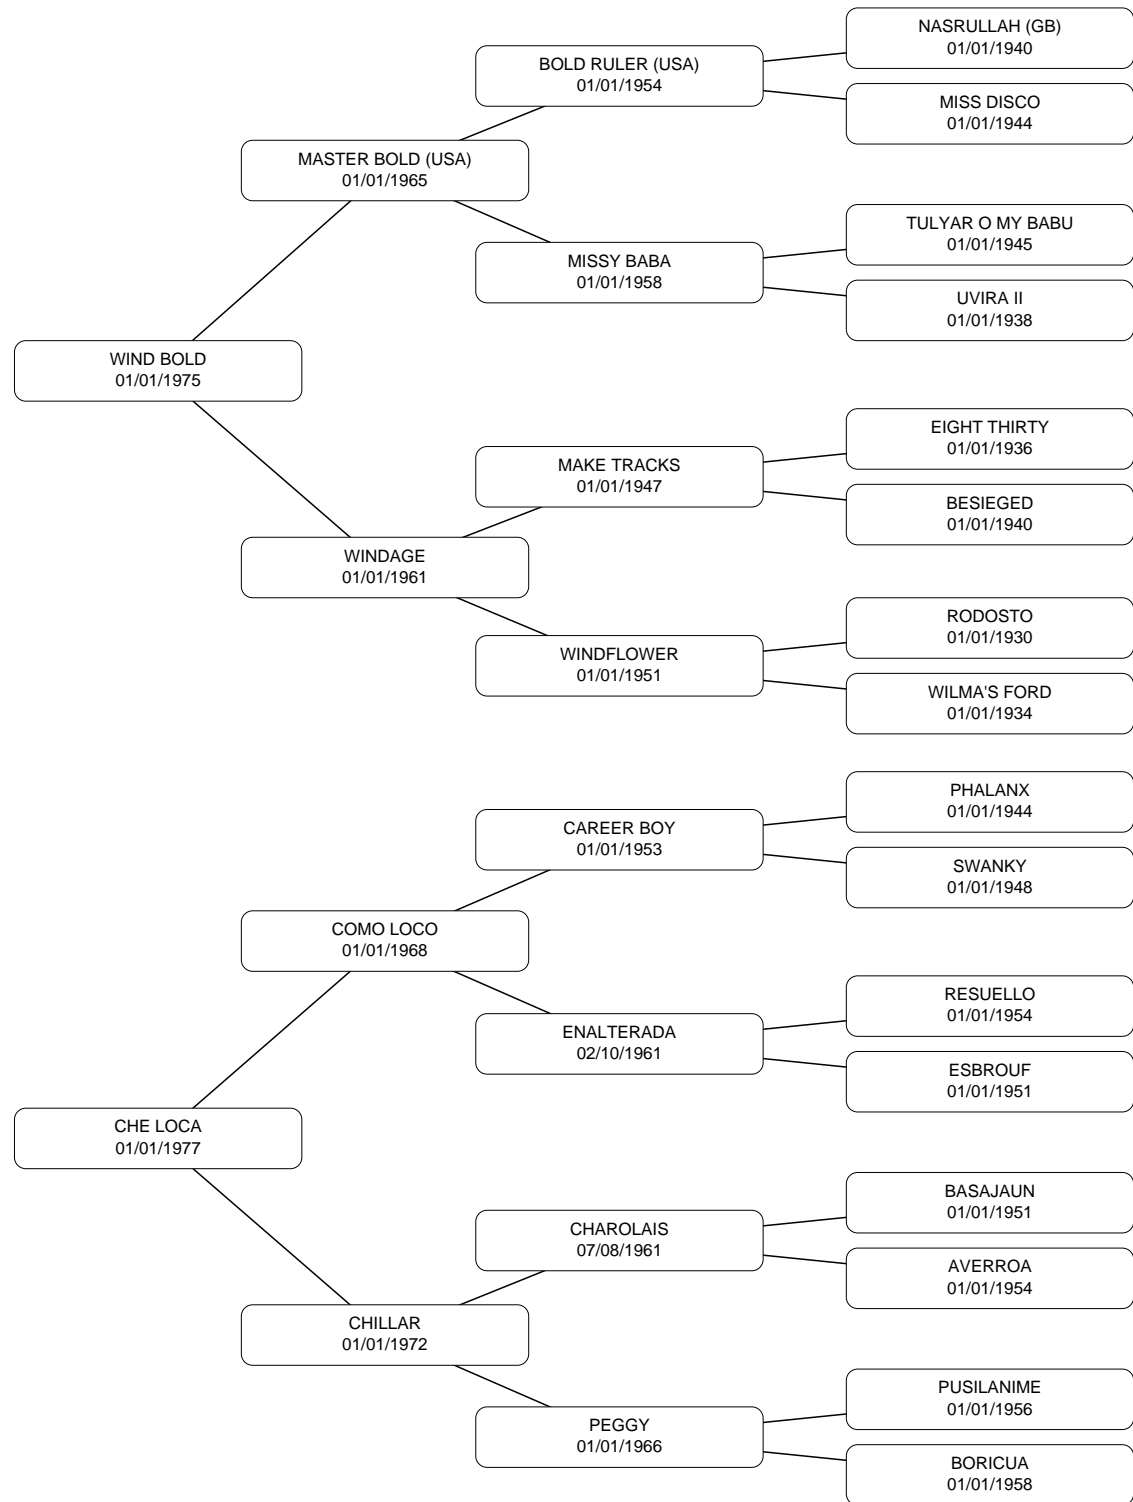 NASRULLAH (GB)
01/01/1940
BOLD RULER (USA)
01/01/1954
MISS DISCO
01/01/1944
MASTER BOLD (USA)
01/01/1965
TULYAR O MY BABU
01/01/1945
MISSY BABA
01/01/1958
UVIRA II
01/01/1938
WIND BOLD
01/01/1975
EIGHT THIRTY
01/01/1936
MAKE TRACKS
01/01/1947
BESIEGED
01/01/1940
WINDAGE
01/01/1961
RODOSTO
01/01/1930
WINDFLOWER
01/01/1951
WILMA'S FORD
01/01/1934
PHALANX
01/01/1944
CAREER BOY
01/01/1953
SWANKY
01/01/1948
COMO LOCO
01/01/1968
RESUELLO
01/01/1954
ENALTERADA
02/10/1961
ESBROUF
01/01/1951
CHE LOCA
01/01/1977
BASAJAUN
01/01/1951
CHAROLAIS
07/08/1961
AVERROA
01/01/1954
CHILLAR
01/01/1972
PUSILANIME
01/01/1956
PEGGY
01/01/1966
BORICUA
01/01/1958